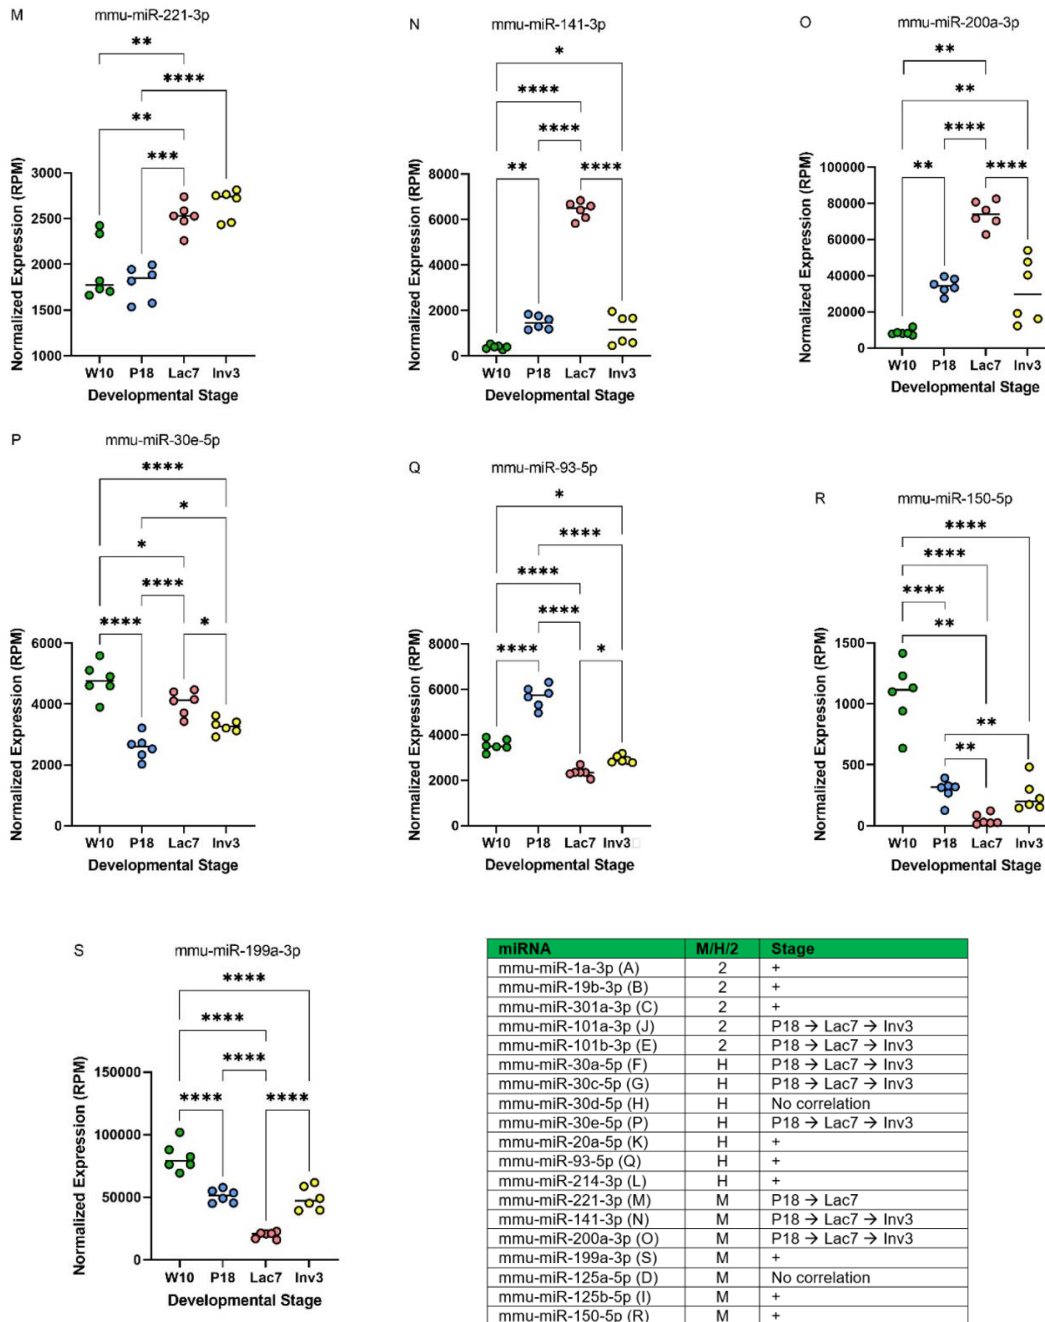 M
mmu-miR-221-3p
**
****
**
***
Normalized Expression (RPM)
3000
2500
2000
1500
1000
W10 P18 Lac7 Inv3
Developmental Stage
N
mmu-miR-141-3p
*
****
****
** ****
Normalized Expression (RPM)
8000
6000
4000
2000
0
W10 P18 Lac7 Inv3
Developmental Stage
O
mmu-miR-200a-3p
**
**
****
** ****
Normalized Expression (RPM)
100000
80000
60000
40000
20000
0
W10 P18 Lac7 Inv3
Developmental Stage
P
mmu-miR-30e-5p
****
*
*
****
**** *
Normalized Expression (RPM)
6000
4000
2000
0
W10 P18 Lac7 Inv3
Developmental Stage
Q
mmu-miR-93-5p
*
****
****
****
**** *
Normalized Expression (RPM)
8000
6000
4000
2000
0
W10 P18 Lac7 Inv3
Developmental Stage
R
mmu-miR-150-5p
****
****
****
**
**
**
Normalized Expression (RPM)
1500
1000
500
0
W10 P18 Lac7 Inv3
Developmental Stage
S
mmu-miR-199a-3p
****
****
****
**** ****
Normalized Expression (RPM)
150000
100000
50000
0
W10 P18 Lac7 Inv3
Developmental Stage
miRNA M/H/2 Stage
mmu-miR-1a-3p (A) 2 +
mmu-miR-19b-3p (B) 2 +
mmu-miR-301a-3p (C) 2 +
mmu-miR-101a-3p (J) 2 P18 → Lac7 → Inv3
mmu-miR-101b-3p (E) 2 P18 → Lac7 → Inv3
mmu-miR-30a-5p (F) H P18 → Lac7 → Inv3
mmu-miR-30c-5p (G) H P18 → Lac7 → Inv3
mmu-miR-30d-5p (H) H No correlation
mmu-miR-30e-5p (P) H P18 → Lac7 → Inv3
mmu-miR-20a-5p (K) H +
mmu-miR-93-5p (Q) H +
mmu-miR-214-3p (L) H +
mmu-miR-221-3p (M) M P18 → Lac7
mmu-miR-141-3p (N) M P18 → Lac7 → Inv3
mmu-miR-200a-3p (O) M P18 → Lac7 → Inv3
mmu-miR-199a-3p (S) M +
mmu-miR-125a-5p (D) M No correlation
mmu-miR-125b-5p (I) M +
mmu-miR-150-5p (R) M +